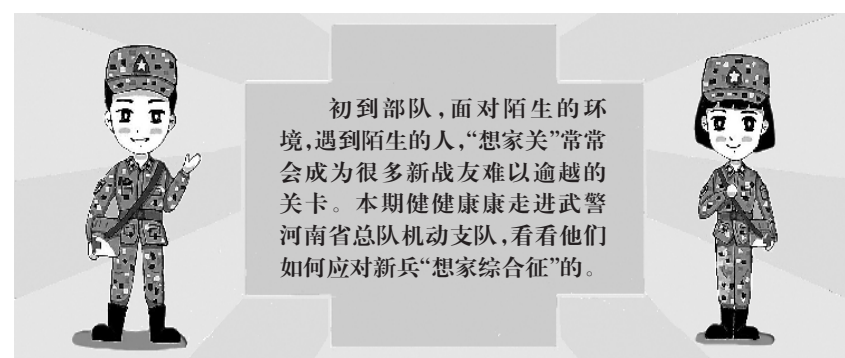 初到部队,面对陌生的环
境,遇到陌生的人,“想家关”常常
会成为很多新战友难以逾越的
关卡。本期健健康康走进武警
河南省总队机动支队,看看他们
如何应对新兵“想家综合征”的。